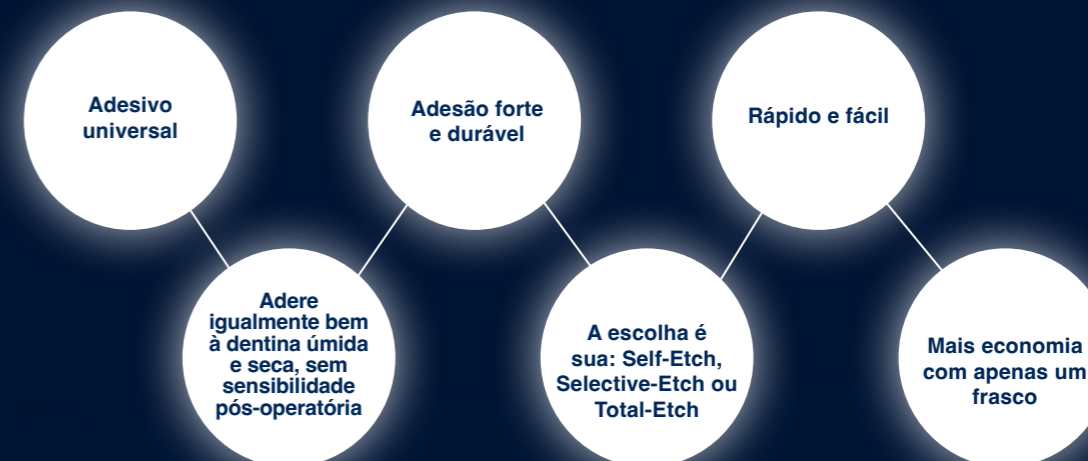 Adesivo
universal
Adere
igualmente bem
à dentina úmida
e seca, sem
sensibilidade
pós-operatória
Adesão forte
e durável
A escolha é
sua: Self-Etch,
Selective-Etch ou
Total-Etch
Rápido e fácil
Mais economia
com apenas um
frasco